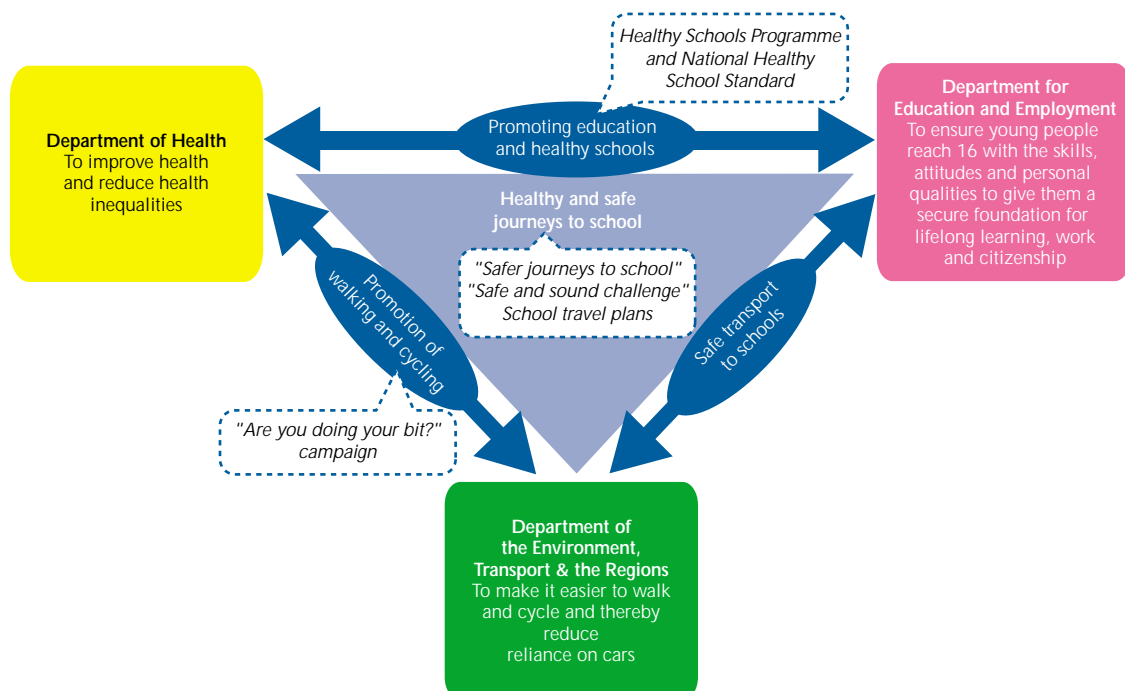 Healthy Schools Programme
and National Healthy
School Standard
Department of Health
To improve health
and reduce health
inequalities
Promoting education
and healthy schools
Department for
Education and Employment
To ensure young people
reach 16 with the skills,
attitudes and personal
qualities to give them a
secure foundation for
lifelong learning, work
and citizenship
Healthy and safe
journeys to school
"Safer journeys to school"
"Safe and sound challenge"
School travel plans
Promotion of
walking and cycling
Safe transport
to schools
"Are you doing your bit?"
campaign
Department of
the Environment,
Transport & the Regions
To make it easier to walk
and cycle and thereby
reduce
reliance on cars